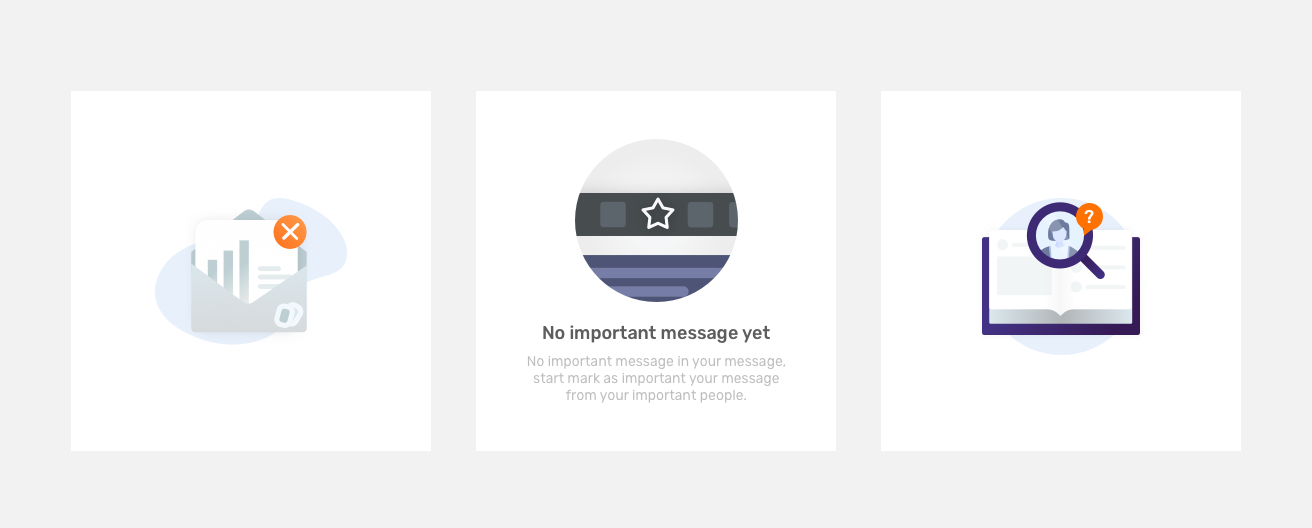 No important message yet
No important message in your message,
start mark as important your message
from your important people.
?